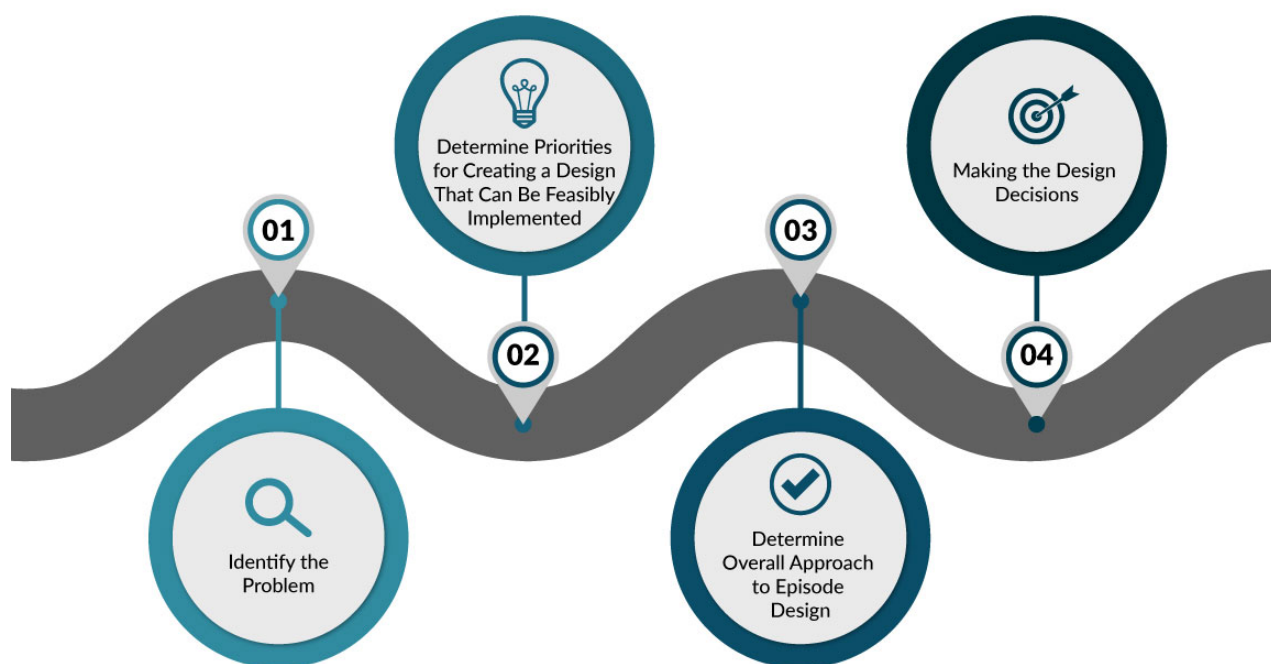 01
Identify the
Problem
Determine Priorities
for Creating a Design
That Can Be Feasibly
Implemented
02
03
Determine
Overall Approach
to Episode
Design
Making the Design
Decisions
04